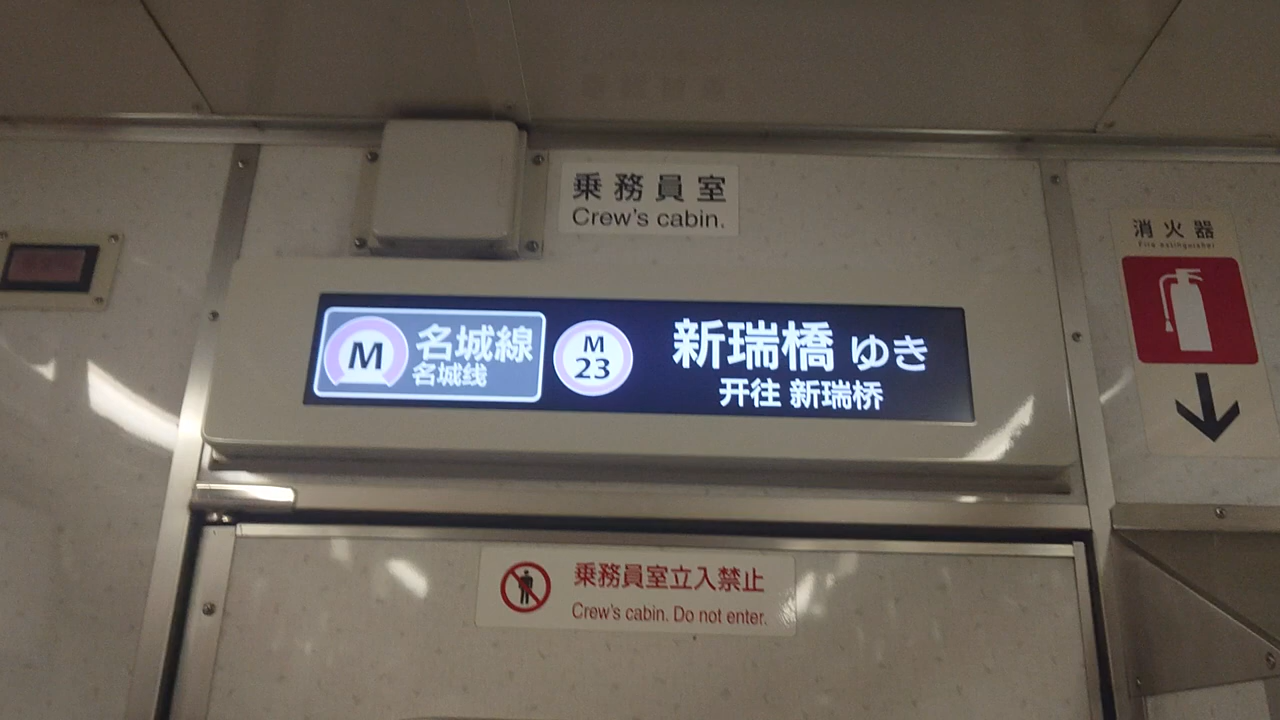 乗務員室
Crew's cabin.
消火器
Fire extinguisher
M 名城線
名城线
M
23
新瑞橋 ゆき
开往 新瑞桥
乗務員室立入禁止
Crew's cabin. Do not enter.